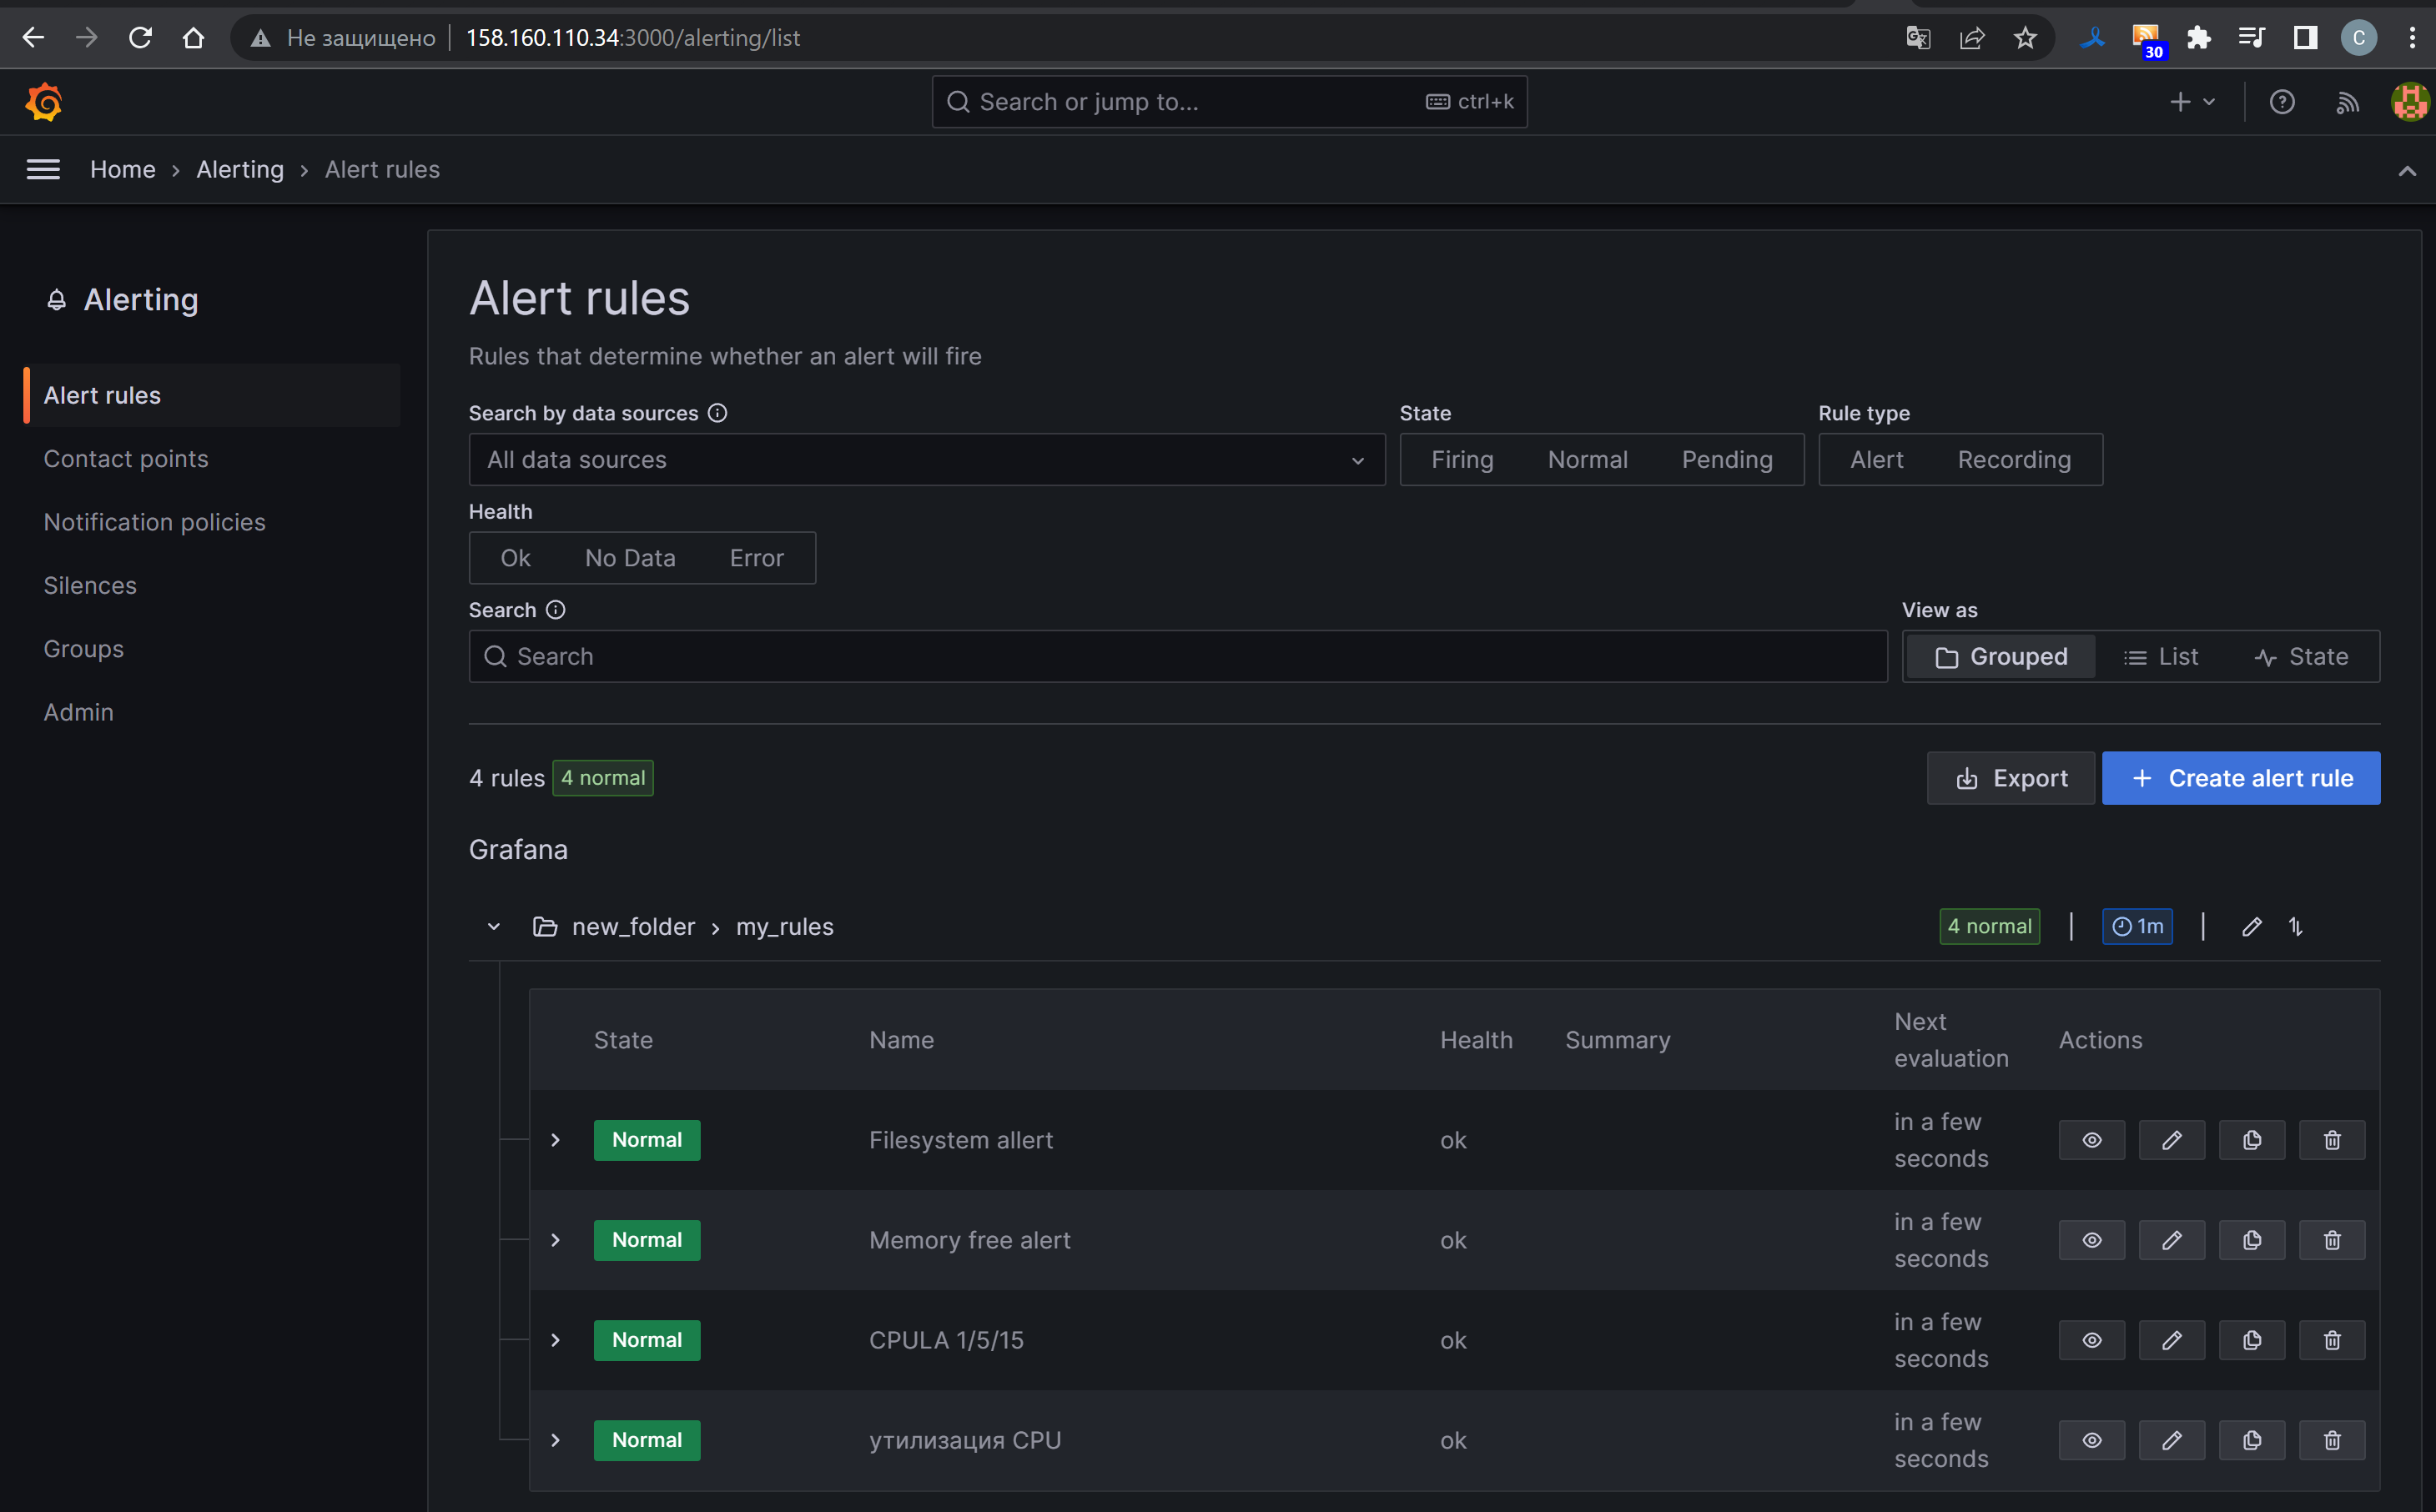 Не защищено 158.160.110.34:3000/alerting/list
30
C
Search or jump to... ctrl+k
Home Alerting Alert rules
Alerting
Alert rules
Contact points
Notification policies
Silences
Groups
Admin
Alert rules
Rules that determine whether an alert will fire
Search by data sources
All data sources
State
Firing Normal Pending
Rule type
Alert Recording
Health
Ok No Data Error
Search
Search
View as
Grouped List State
4 rules 4 normal
Export
+ Create alert rule
Grafana
new_folder my_rules
4 normal 1m
State Name Health Summary Next evaluation Actions
Normal Filesystem allert ok in a few seconds
Normal Memory free alert ok in a few seconds
Normal CPULA 1/5/15 ok in a few seconds
Normal утилизация CPU ok in a few seconds